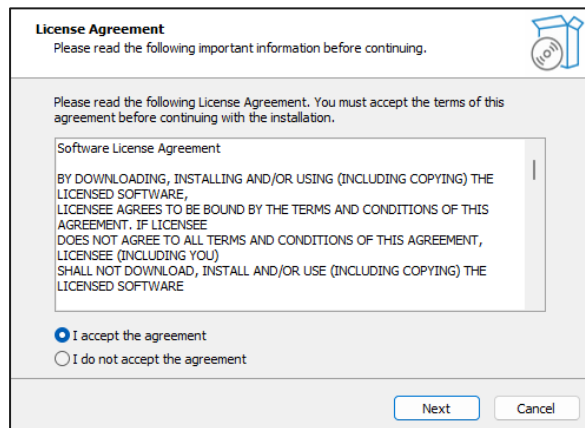 License Agreement
Please read the following important information before continuing.
Please read the following License Agreement. You must accept the terms of this
agreement before continuing with the installation.
Software License Agreement
BY DOWNLOADING, INSTALLING AND/OR USING (INCLUDING COPYING) THE
LICENSED SOFTWARE,
LICENSEE AGREES TO BE BOUND BY THE TERMS AND CONDITIONS OF THIS
AGREEMENT. IF LICENSEE
DOES NOT AGREE TO ALL TERMS AND CONDITIONS OF THIS AGREEMENT,
LICENSEE (INCLUDING YOU)
SHALL NOT DOWNLOAD, INSTALL AND/OR USE (INCLUDING COPYING) THE
LICENSED SOFTWARE
I accept the agreement
I do not accept the agreement
Next
Cancel